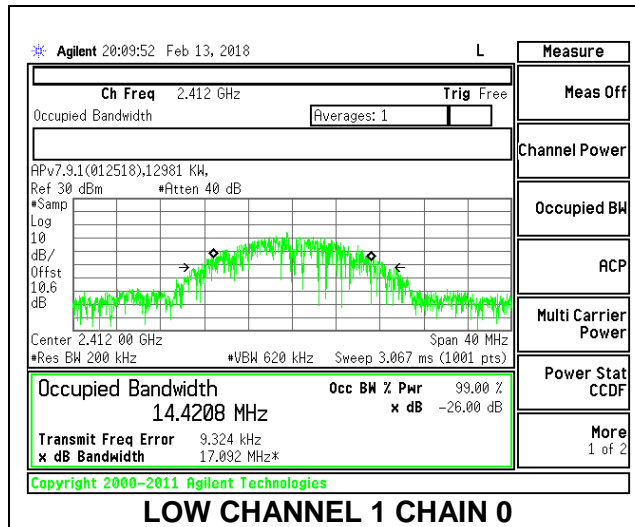 Agilent 20:09:52 Feb 13, 2018 L
Measure
Ch Freq 2.412 GHz Trig Free
Meas Off
Occupied Bandwidth Averages: 1
Channel Power
APv7.9.1(012518),12981 KW,
Ref 30 dBm #Atten 40 dB
#Samp
Log
10
dB/
Offst
10.6
dB
Occupied BW
ACP
Multi Carrier
Power
Center 2.412 00 GHz Span 40 MHz
#Res BW 200 kHz #VBW 620 kHz Sweep 3.067 ms (1001 pts)
Occupied Bandwidth Occ BW % Pwr 99.00 %
14.4208 MHz x dB -26.00 dB
Power Stat
CCDF
Transmit Freq Error 9.324 kHz
x dB Bandwidth 17.092 MHz*
More
1 of 2
Copyright 2000-2011 Agilent Technologies
LOW CHANNEL 1 CHAIN 0